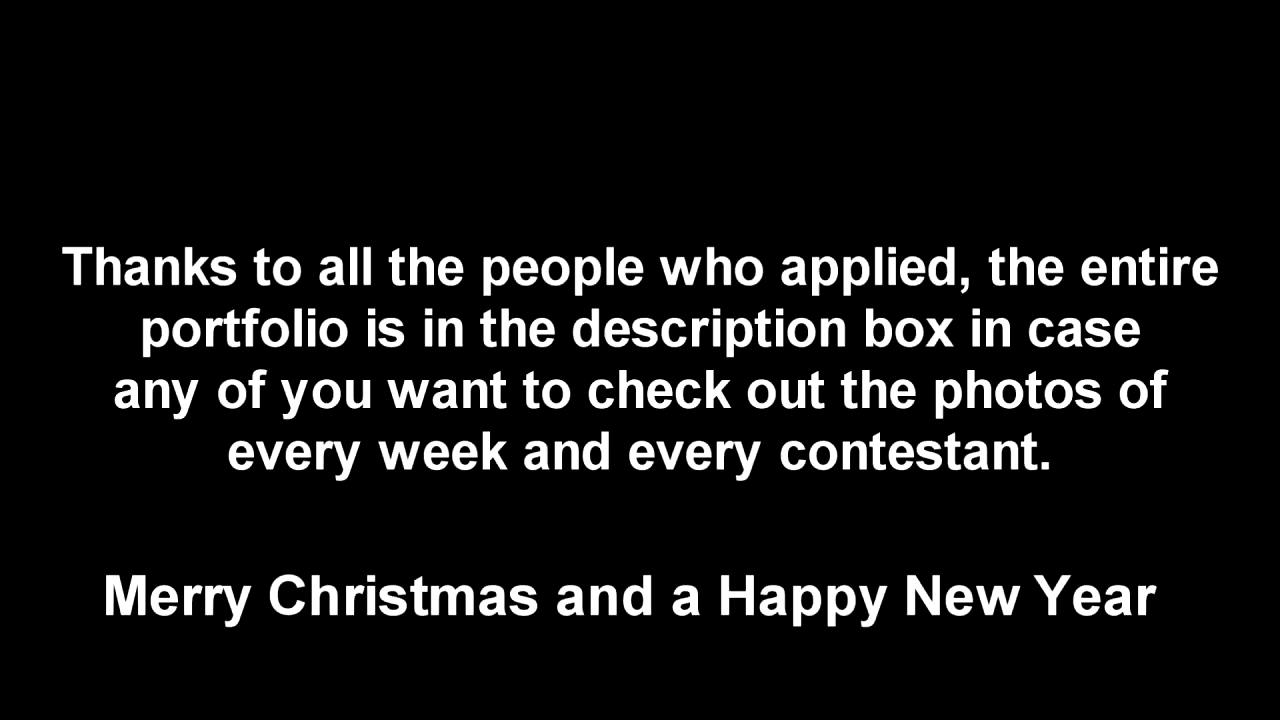 Thanks to all the people who applied, the entire
portfolio is in the description box in case
any of you want to check out the photos of
every week and every contestant.
Merry Christmas and a Happy New Year